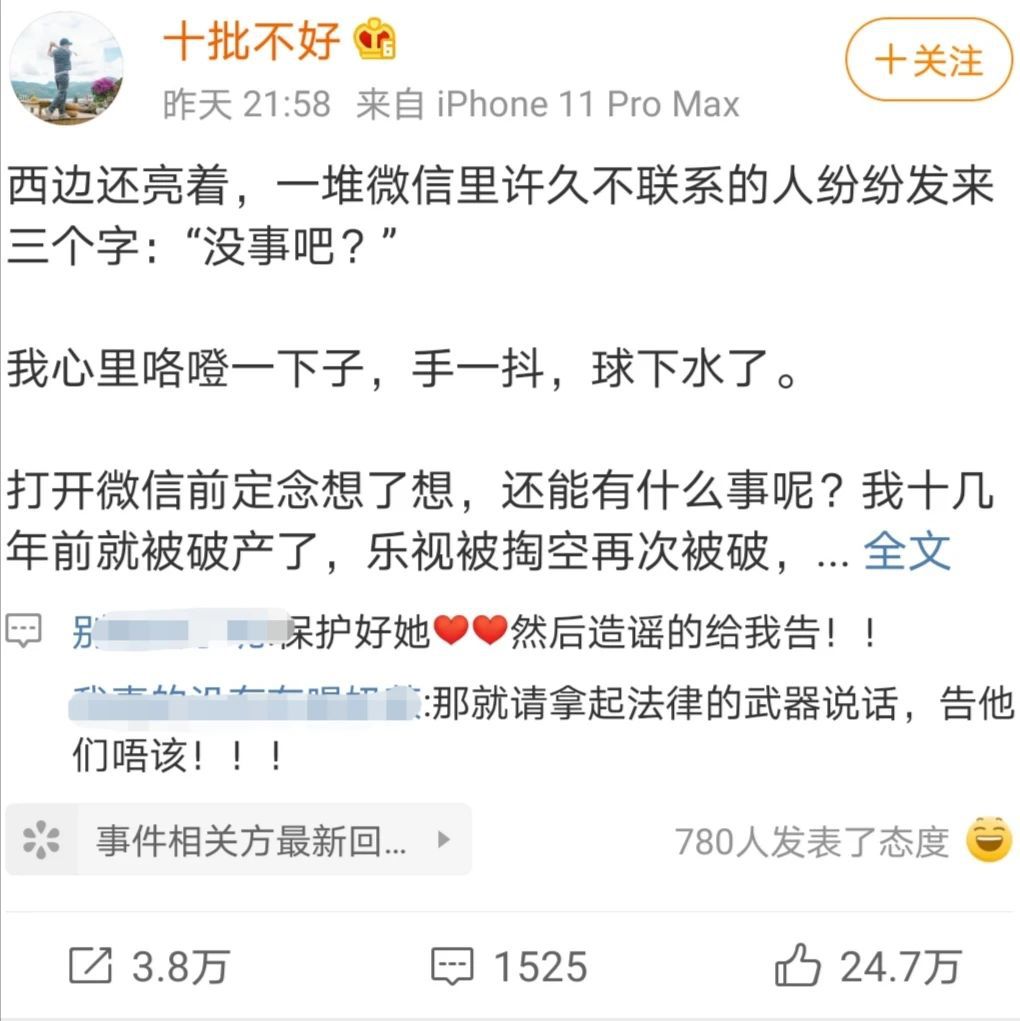 十批不好
6
+关注
昨天 21:58 来自 iPhone 11 Pro Max
西边还亮着，一堆微信里许久不联系的人纷纷发来
三个字：“没事吧？”
我心里咯噔一下子，手一抖，球下水了。
打开微信前定念想了想，还能有什么事呢？我十几
年前就被破产了，乐视被掏空再次被破，... 全文
别 保护好她❤️❤️然后造谣的给我告！！
:那就请拿起法律的武器说话，告他
们唔该！！！
事件相关方最新回...
780人发表了态度
3.8万
1525
24.7万